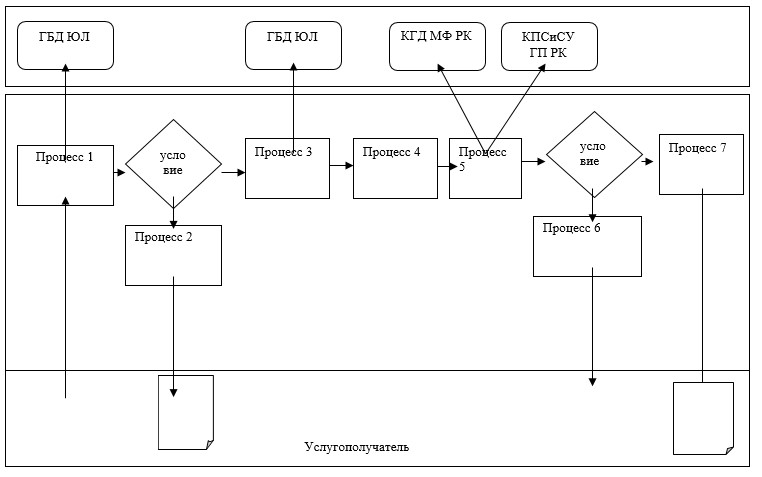 ГБД ЮЛ
ГБД ЮЛ
КГД МФ РК
КПСиСУ
ГП РК
Процесс 1
усло
вие
Процесс 3
Процесс 4
Процесс
5
усло
вие
Процесс 7
Процесс 2
Процесс 6
Услугополучатель